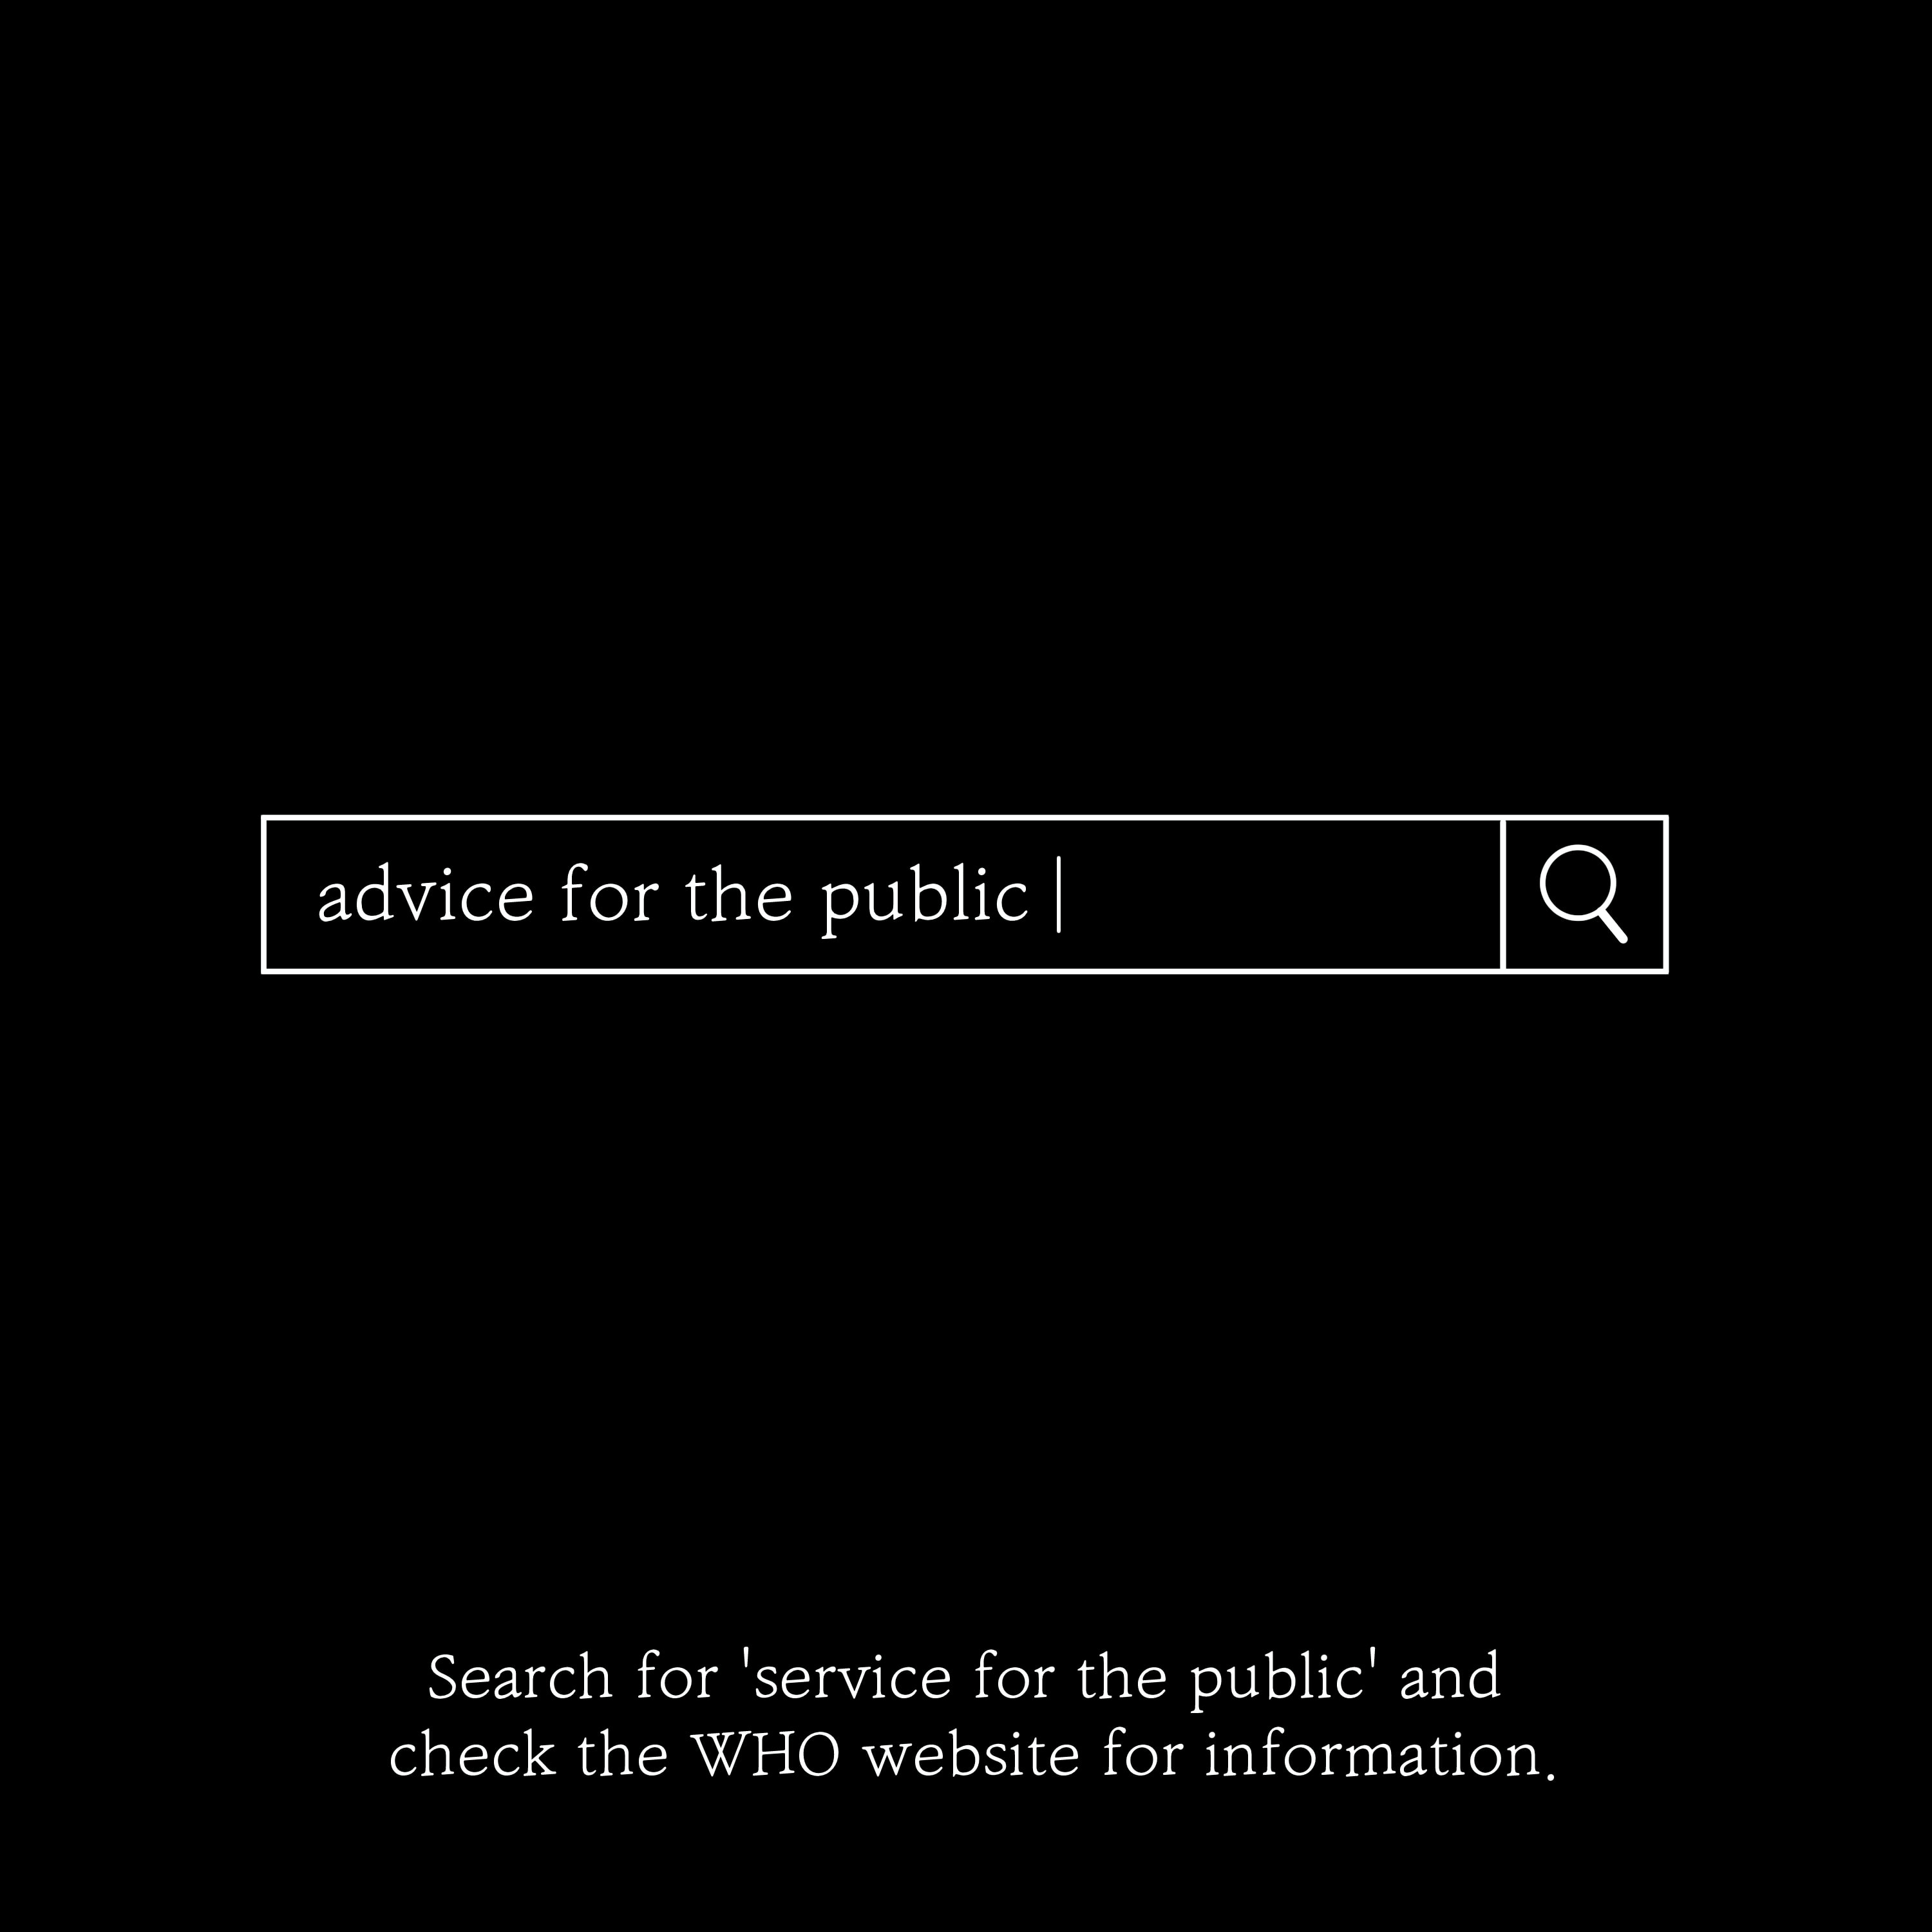 advice for the public
Search for 'service for the public' and
check the WHO website for information.